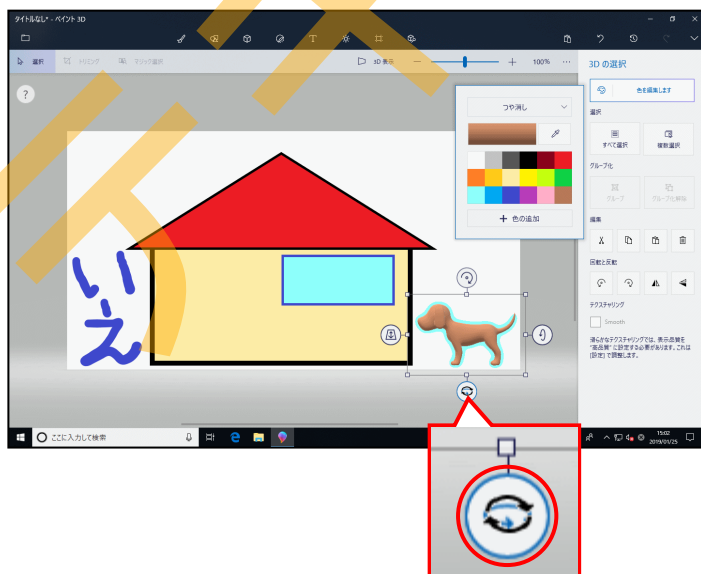 タイトルなし* - ペイント 3D
選択
トリミング
マジック選択
3D 表示
100%
3D の選択
色を編集します
選択
すべて選択
複数選択
グループ化
グループ
グループ化解除
編集
回転と反転
テクスチャリング
Smooth
滑らかなテクスチャリングでは、表示品質を
"高品質" に設定する必要があります。これは
[設定] で調整します。
つや消し
+ 色の追加
いえ
ここに入力して検索
15:02
2019/01/25